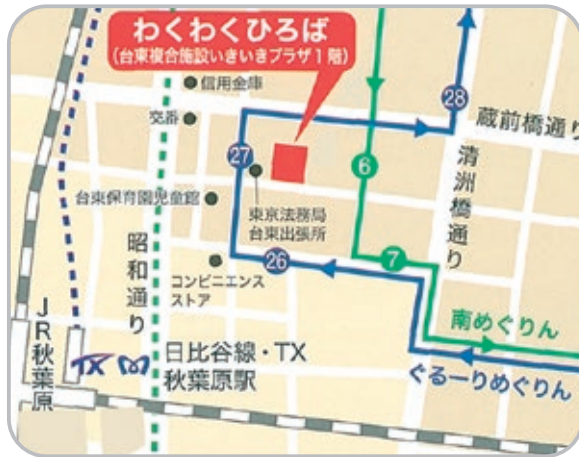 わくわくひろば
(台東複合施設いきいきプラザ1階)
信用金庫
交番
28
蔵前橋通り
27
6
清洲橋通り
台東保育園児童館
東京法務局
台東出張所
昭和通り
26
7
コンビニエンス
ストア
南めぐりん
JR秋葉原
TX
日比谷線・TX
秋葉原駅
ぐるーりめぐりん